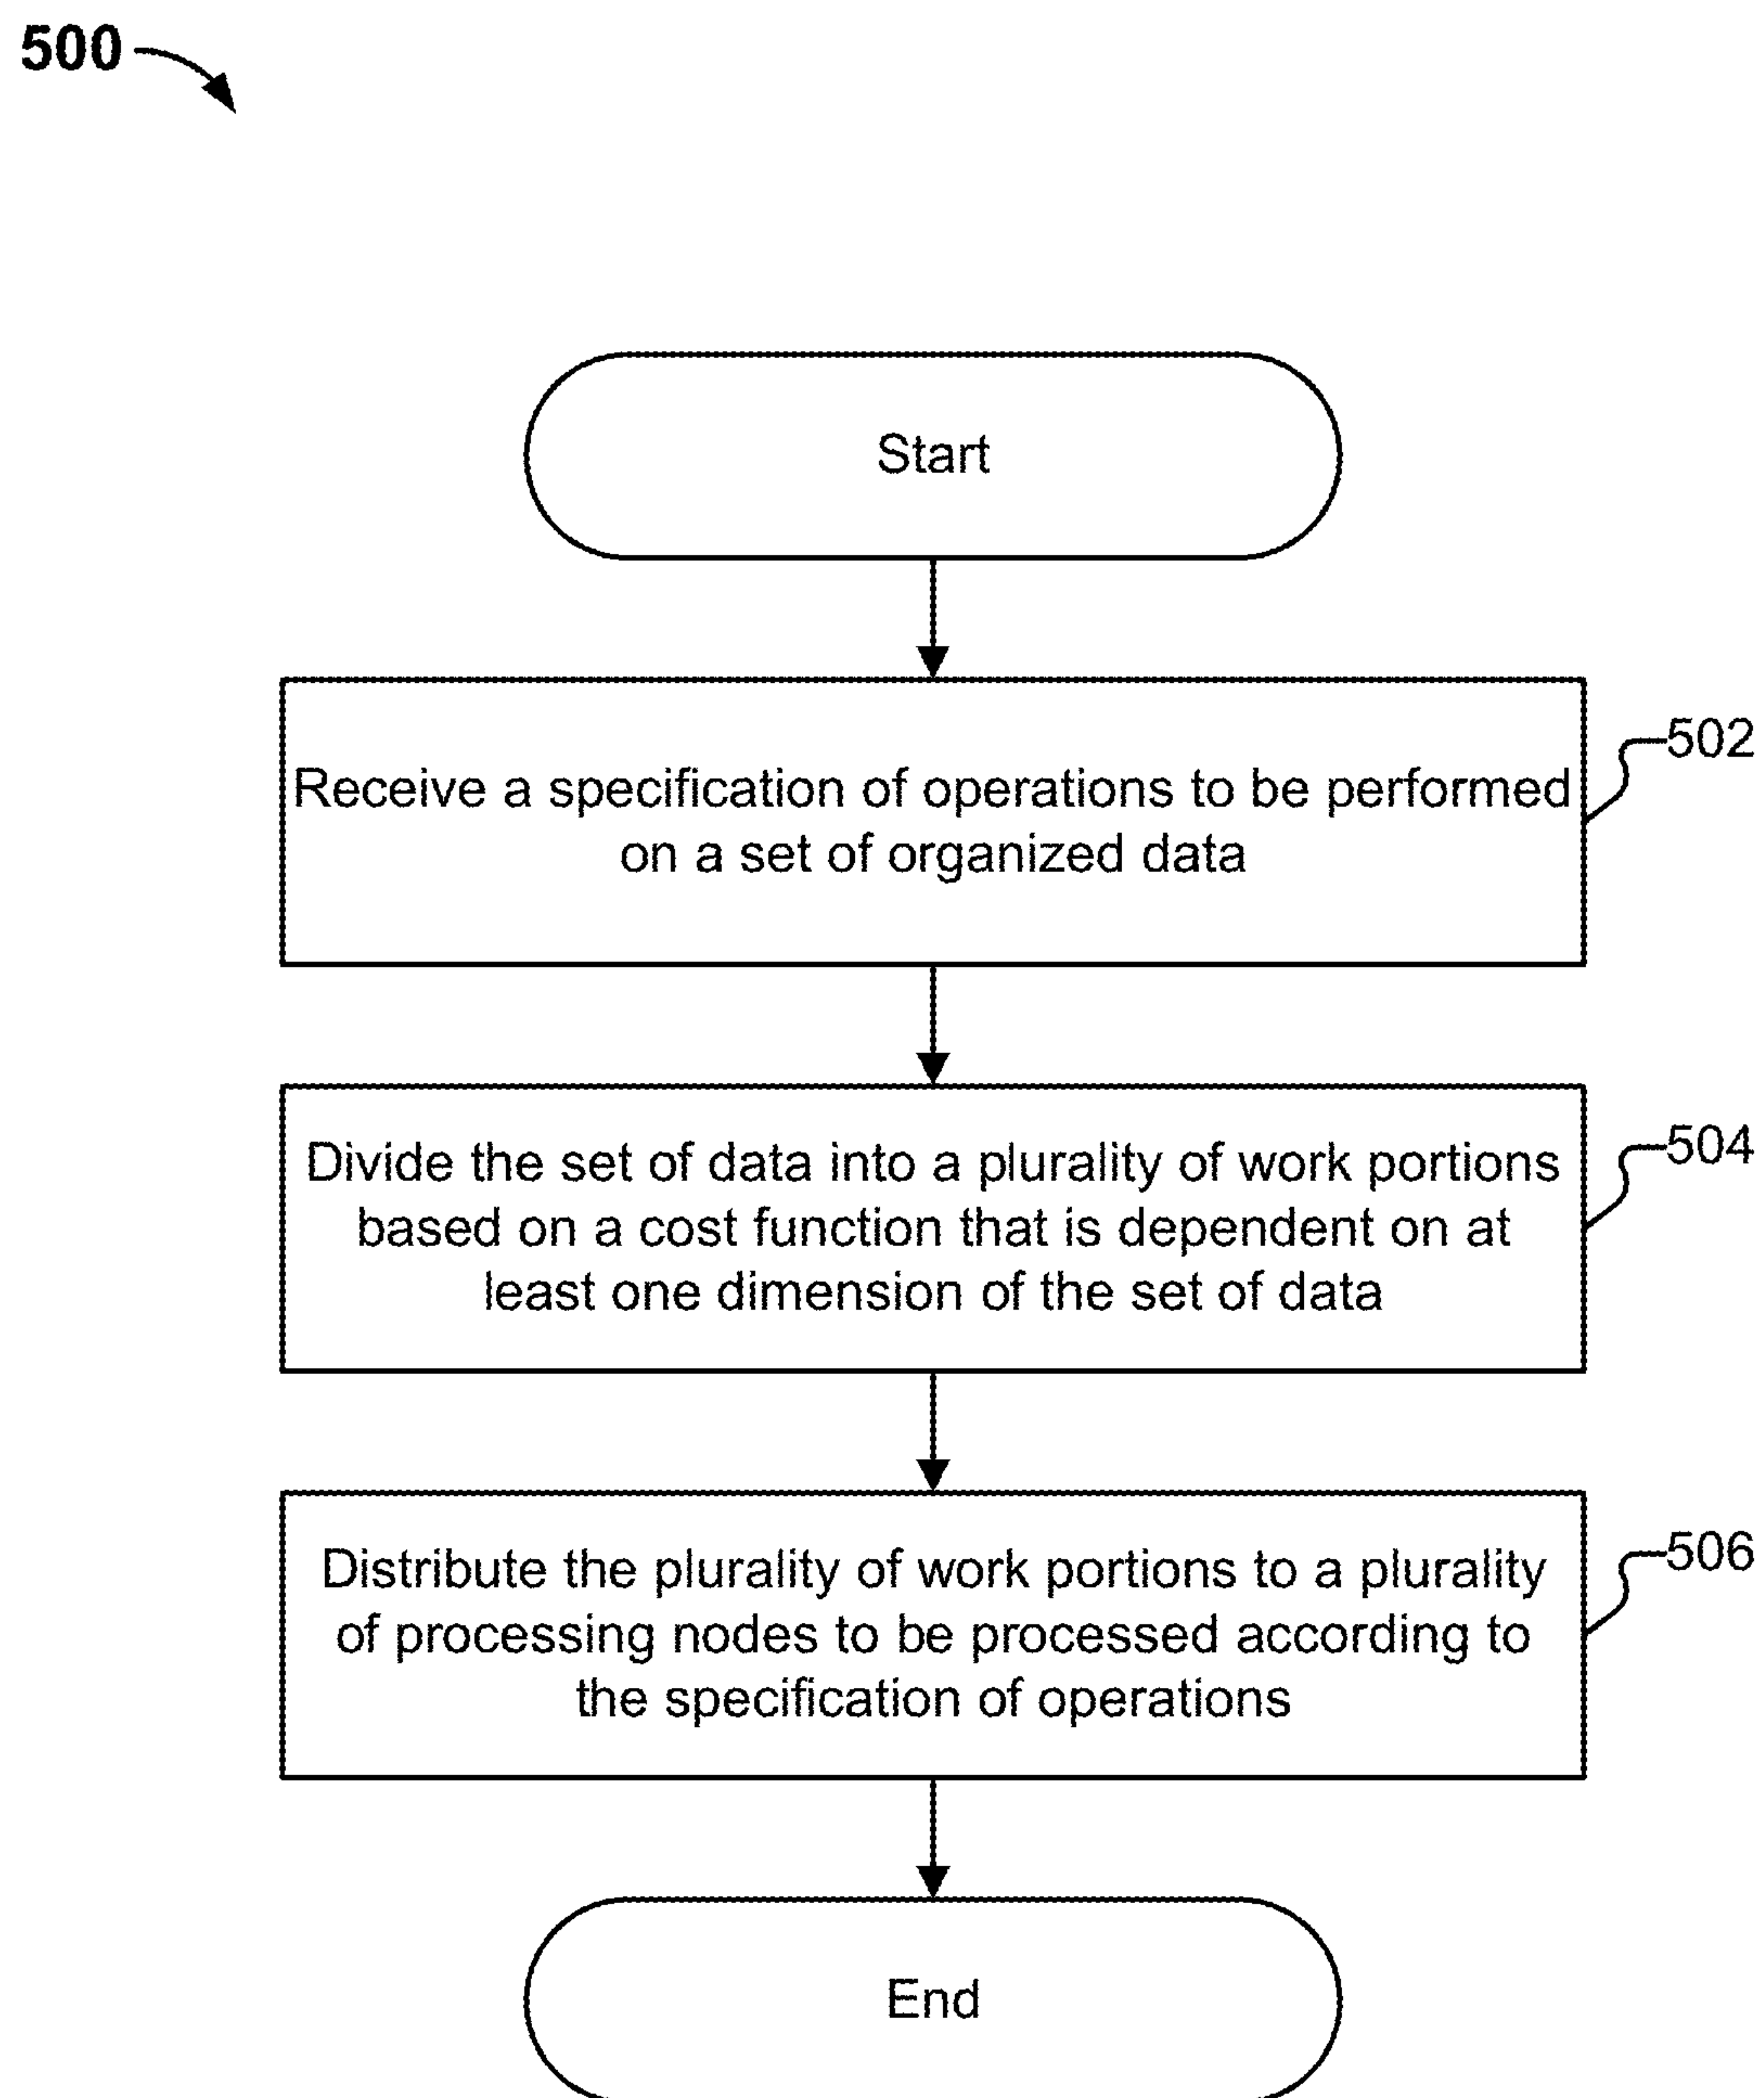 500
Start
Receive a specification of operations to be performed
on a set of organized data
502
Divide the set of data into a plurality of work portions
based on a cost function that is dependent on at
least one dimension of the set of data
504
Distribute the plurality of work portions to a plurality
of processing nodes to be processed according to
the specification of operations
506
End